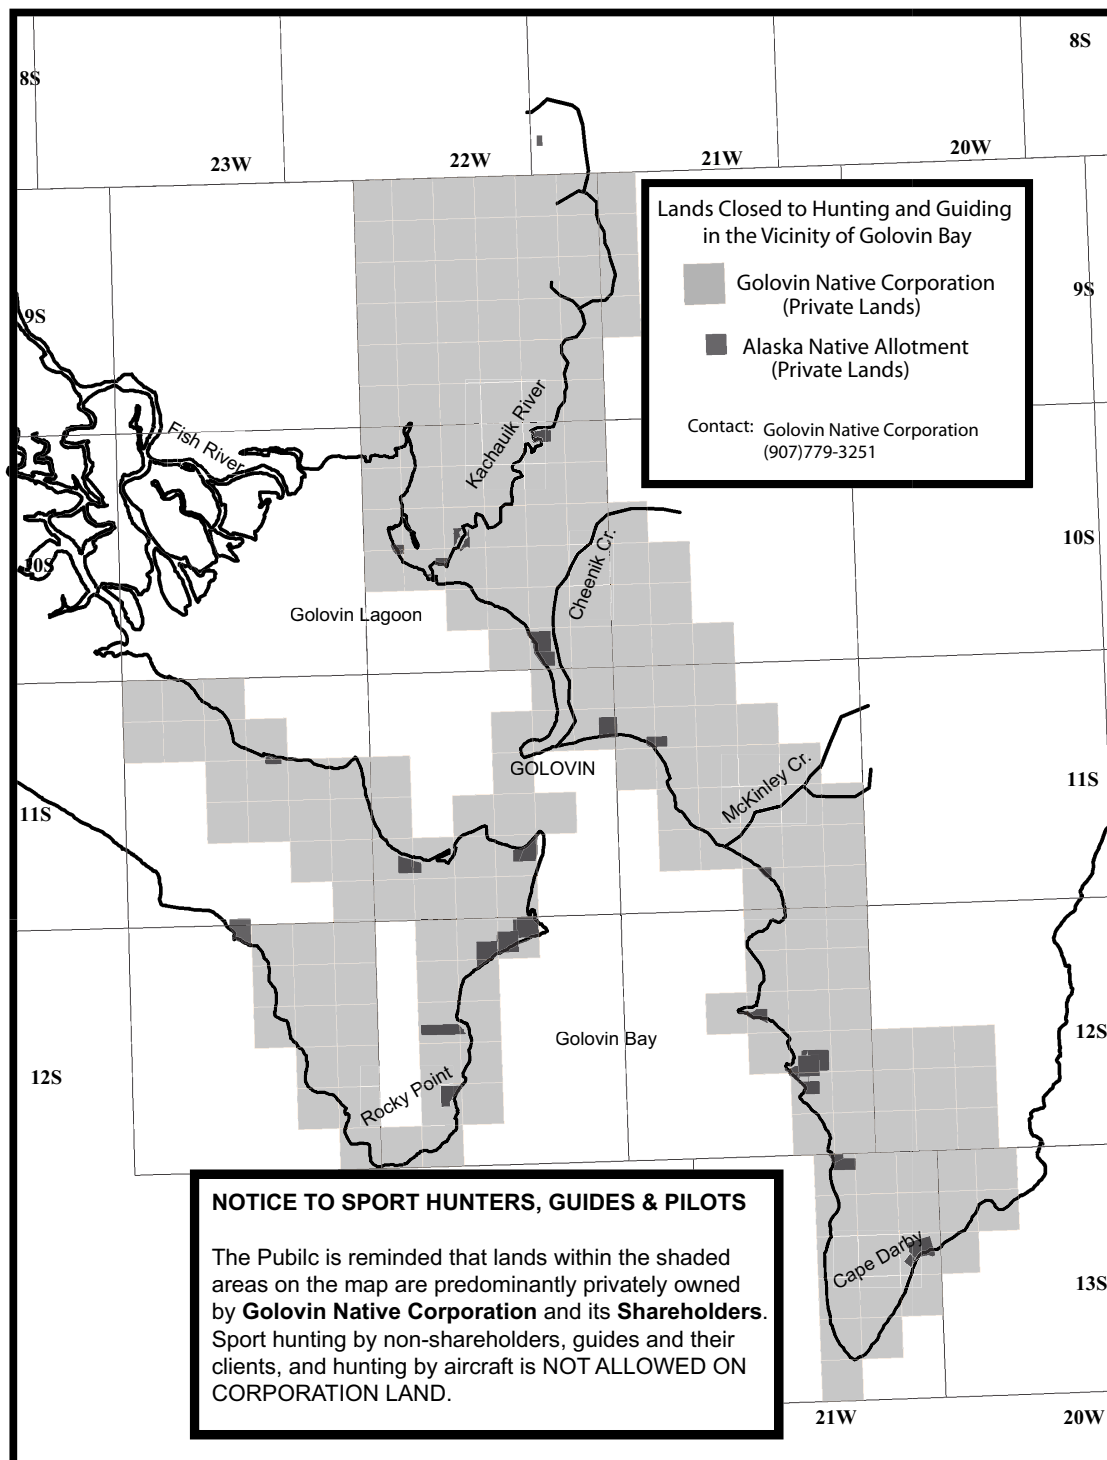 8S
8S
23W
22W
21W
20W
Lands Closed to Hunting and Guiding
in the Vicinity of Golovin Bay
Golovin Native Corporation
(Private Lands)
Alaska Native Allotment
(Private Lands)
Contact: Golovin Native Corporation
(907)779-3251
9S
9S
Fish River
Kachauik River
Cheenik Cr.
10S
10S
Golovin Lagoon
GOLOVIN
McKinley Cr.
11S
11S
Golovin Bay
12S
12S
Rocky Point
NOTICE TO SPORT HUNTERS, GUIDES & PILOTS
The Pubilc is reminded that lands within the shaded
areas on the map are predominantly privately owned
by Golovin Native Corporation and its Shareholders.
Sport hunting by non-shareholders, guides and their
clients, and hunting by aircraft is NOT ALLOWED ON
CORPORATION LAND.
Cape Darby
13S
21W
20W